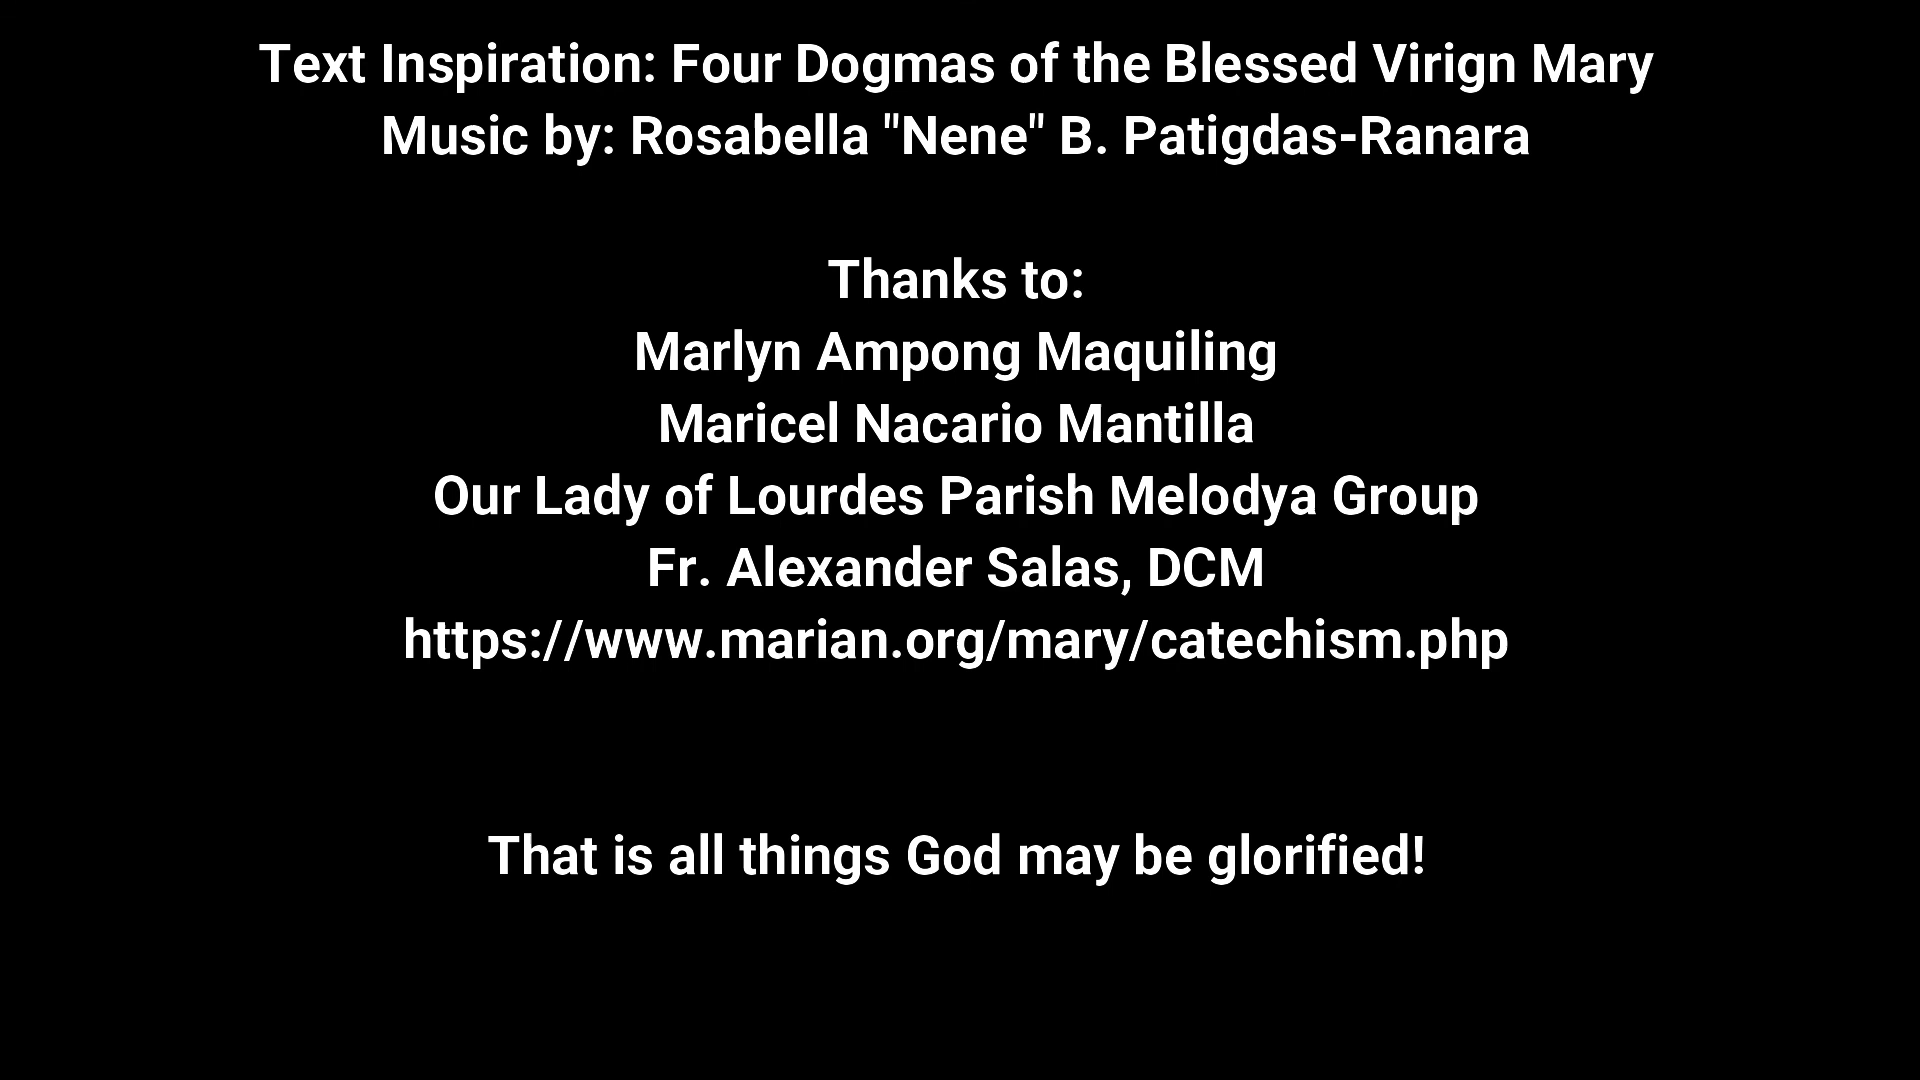 Text Inspiration: Four Dogmas of the Blessed Virign Mary
Music by: Rosabella "Nene" B. Patigdas-Ranara
Thanks to:
Marlyn Ampong Maquiling
Maricel Nacario Mantilla
Our Lady of Lourdes Parish Melodya Group
Fr. Alexander Salas, DCM
https://www.marian.org/mary/catechism.php
That is all things God may be glorified!